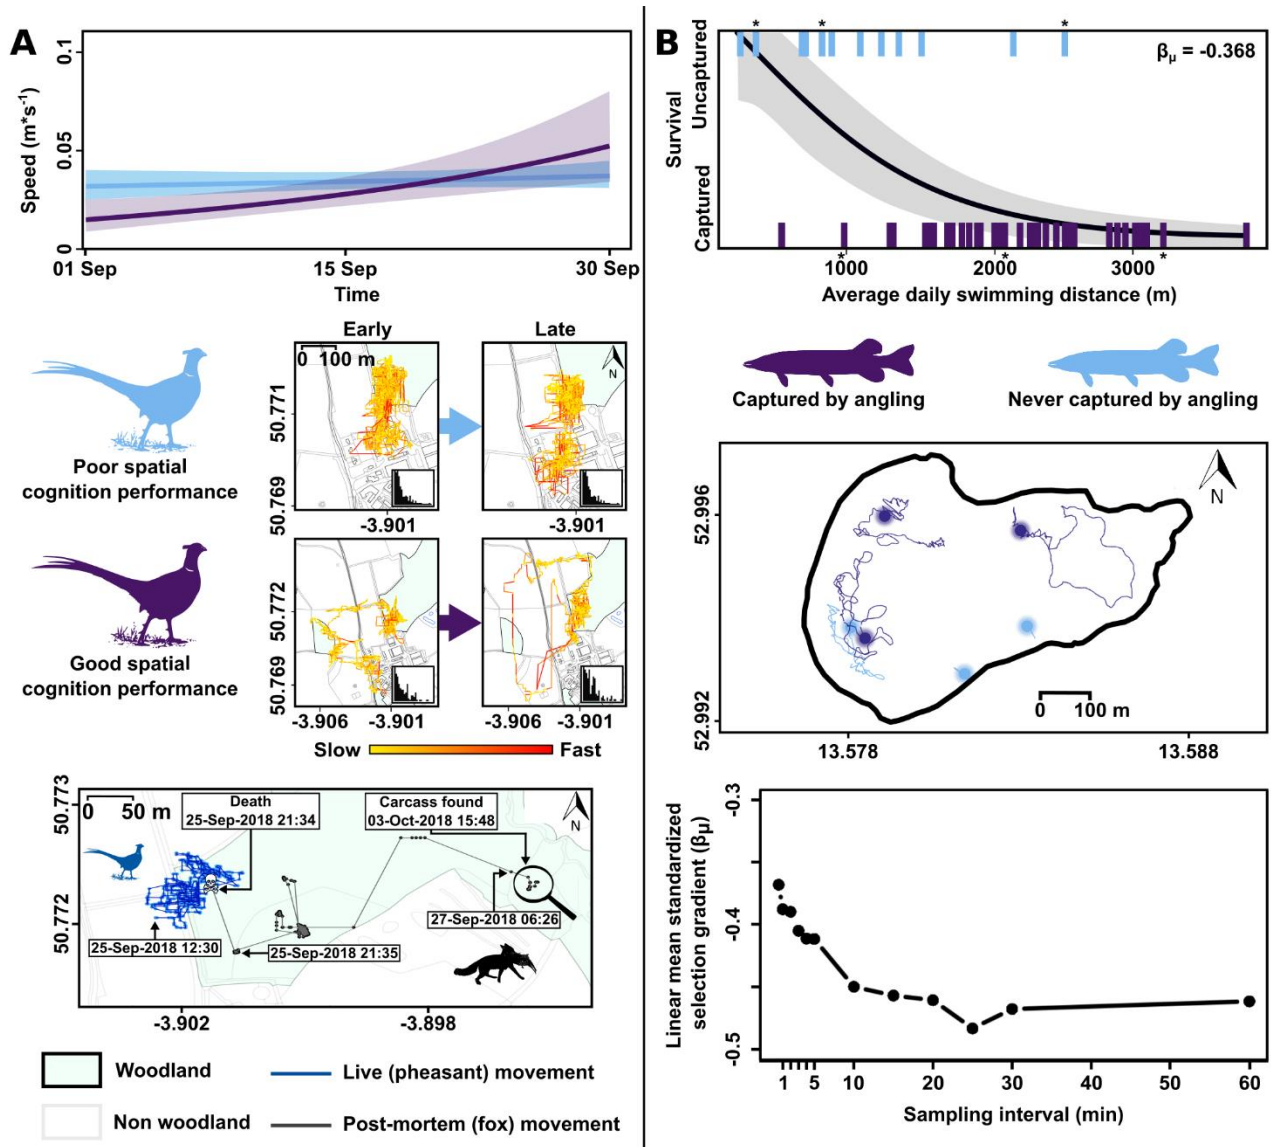 A
0.1
0.05
0
Speed (m*s-1)
01 Sep
15 Sep
30 Sep
Time
Early
Late
0 100 m
N
50.771
50.769
-3.901
-3.901
Poor spatial
cognition performance
50.772
50.769
-3.906
-3.901
-3.906
-3.901
Good spatial
cognition performance
Slow
Fast
50.773
50.772
0 50 m
Death
25-Sep-2018 21:34
Carcass found
03-Oct-2018 15:48
N
27-Sep-2018 06:26
25-Sep-2018 12:30
25-Sep-2018 21:35
-3.902
-3.898
Woodland
Live (pheasant) movement
Non woodland
Post-mortem (fox) movement
B
Survival
Captured
Uncaptured
* * *
βμ = -0.368
* * *
1000
2000
3000
Average daily swimming distance (m)
Captured by angling
Never captured by angling
52.996
52.992
N
0 100 m
13.578
13.588
Linear mean standardized
selection gradient (βμ)
-0.3
-0.4
-0.5
1
5
10
20
30
40
50
60
Sampling interval (min)